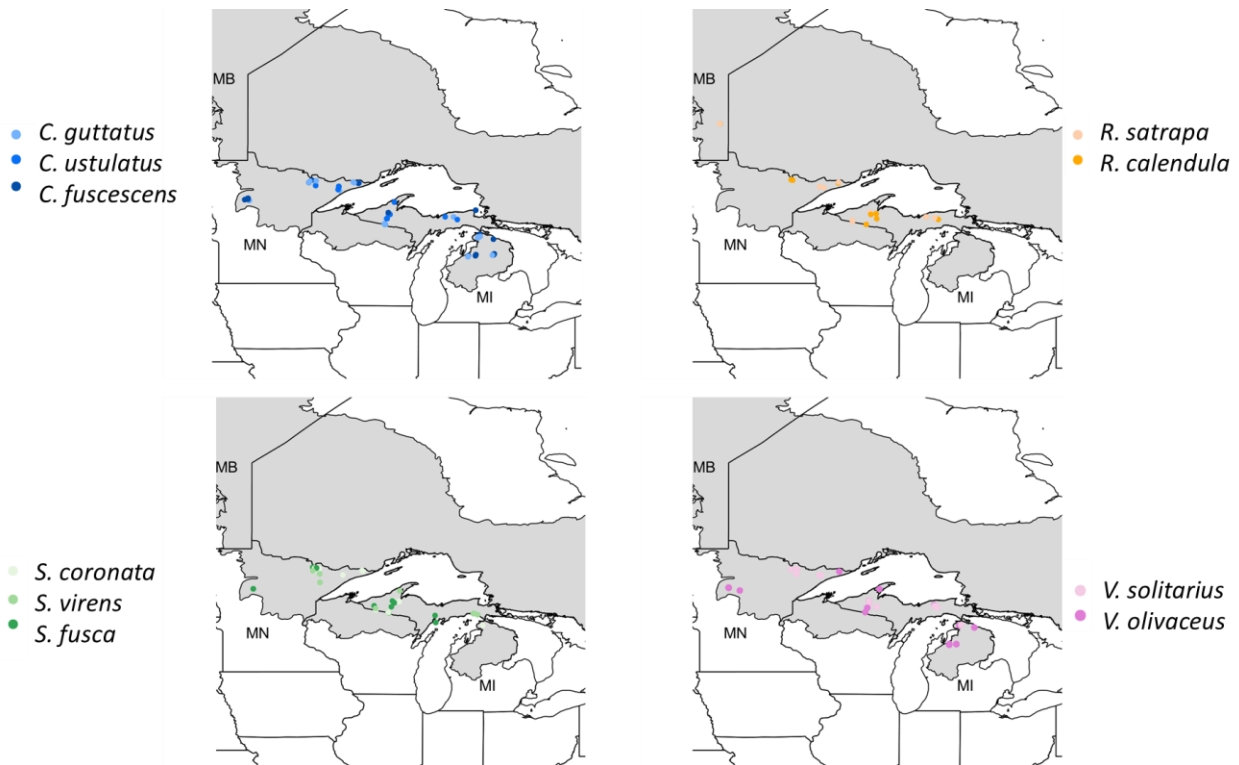 MB
C. guttatus
C. ustulatus
C. fuscescens
MN
MI
MB
R. satrapa
R. calendula
MN
MI
MB
S. coronata
S. virens
S. fusca
MN
MI
MB
V. solitarius
V. olivaceus
MN
MI